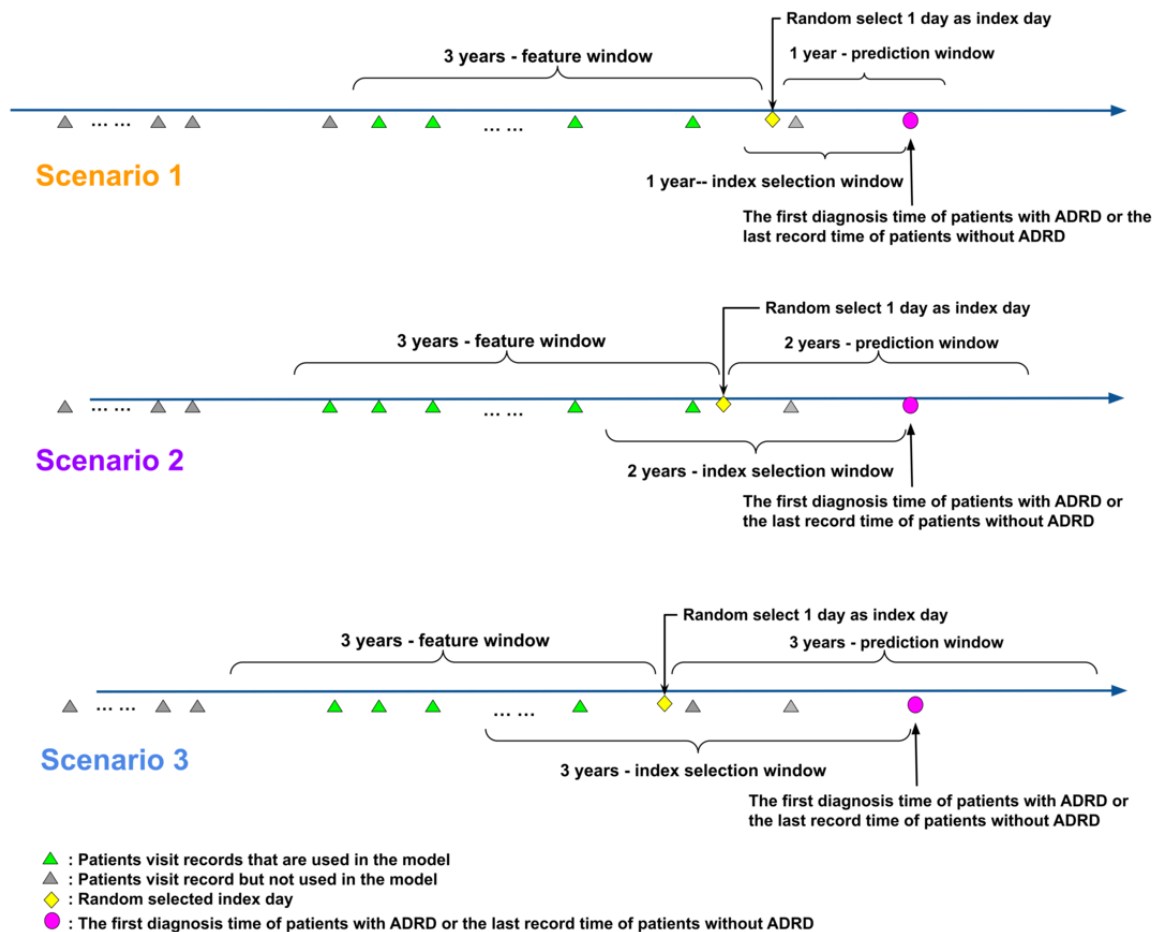 Random select 1 day as index day
3 years - feature window
1 year - prediction window
... ...
... ...
Scenario 1
1 year-- index selection window
The first diagnosis time of patients with ADRD or the
last record time of patients without ADRD
Random select 1 day as index day
3 years - feature window
2 years - prediction window
... ...
... ...
Scenario 2
2 years - index selection window
The first diagnosis time of patients with ADRD or
the last record time of patients without ADRD
Random select 1 day as index day
3 years - feature window
3 years - prediction window
... ...
... ...
Scenario 3
3 years - index selection window
The first diagnosis time of patients with ADRD or
the last record time of patients without ADRD
: Patients visit records that are used in the model
: Patients visit record but not used in the model
: Random selected index day
: The first diagnosis time of patients with ADRD or the last record time of patients without ADRD